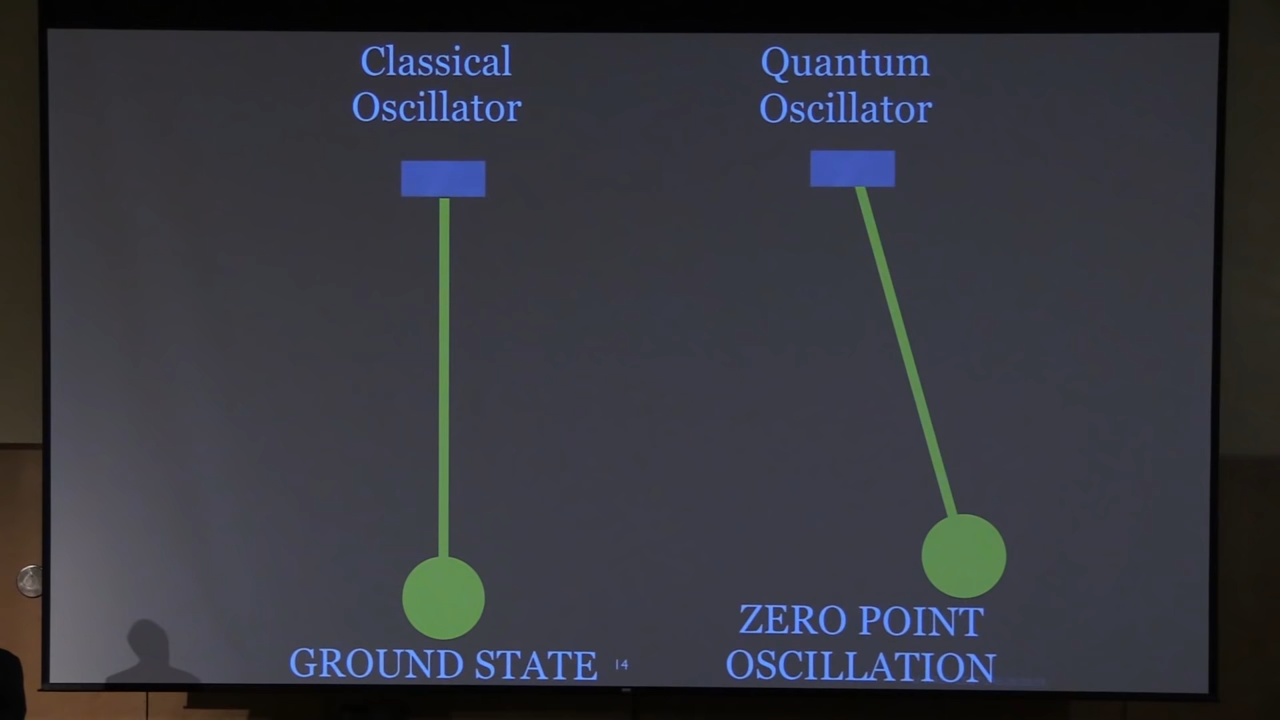 Classical
Oscillator
Quantum
Oscillator
GROUND STATE
14
ZERO POINT
OSCILLATION